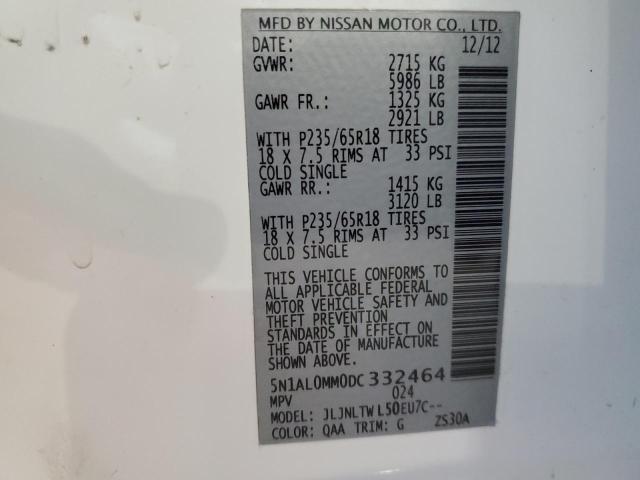 MFD BY NISSAN MOTOR CO., LTD.
DATE: 12/12
GVWR: 2715 KG
5986 LB
GAWR FR.: 1325 KG
2921 LB
WITH P235/65R18 TIRES
18 X 7.5 RIMS AT 33 PSI
COLD SINGLE
GAWR RR.: 1415 KG
3120 LB
WITH P235/65R18 TIRES
18 X 7.5 RIMS AT 33 PSI
COLD SINGLE
THIS VEHICLE CONFORMS TO
ALL APPLICABLE FEDERAL
MOTOR VEHICLE SAFETY AND
THEFT PREVENTION
STANDARDS IN EFFECT ON
THE DATE OF MANUFACTURE
SHOWN ABOVE.
5N1AL0MM0DC332464
MPV 024
MODEL: JLJNLTWL50EU7C--
COLOR: QAA TRIM: G ZS30A